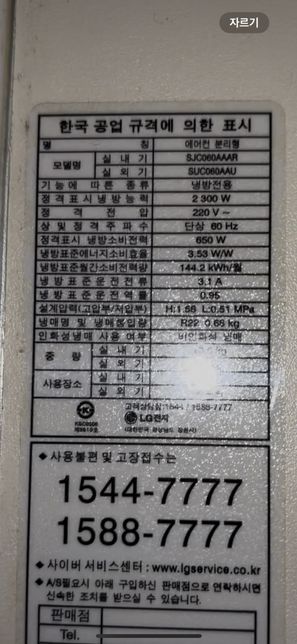 자르기
한국 공업 규격에 의한 표시
명 칭 에어컨 분리형
모델명 실 내 기 SJC060AAAR
실 외 기 SUC060AAU
기 능 에 따 른 종 류 냉방전용
정 격 표 시 냉 방 능 력 2 300 W
정 격 전 압 220 V ~
상 및 정 격 주 파 수 단상 60 Hz
정격표시 냉방소비전력 650 W
냉방표준에너지소비효율 3.53 W/W
냉방표준월간소비전력량 144.2 kWh/월
냉 방 표 준 운 전 전 류 3.1 A
냉 방 표 준 운 전 역 률 0.95
설계압력(고압부/저압부) H:1.66 L:0.51 MPa
냉매명 및 냉매봉입량 R22 0.66 kg
인화성냉매 사용 여부 비인화성 냉매
중 량 실 내 기
실 외 기
사용장소 실 내 기
실 외 기
고객상담실:1544 / 1588-7777
LG전자
◆ 사용불편 및 고장접수는
1544-7777
1588-7777
◆ 사이버 서비스센터 : www.lgservice.co.kr
◆ A/S필요시 아래 구입하신 판매점으로 연락하시면
신속한 조치를 받으실 수 있습니다.
판매점
Tel.